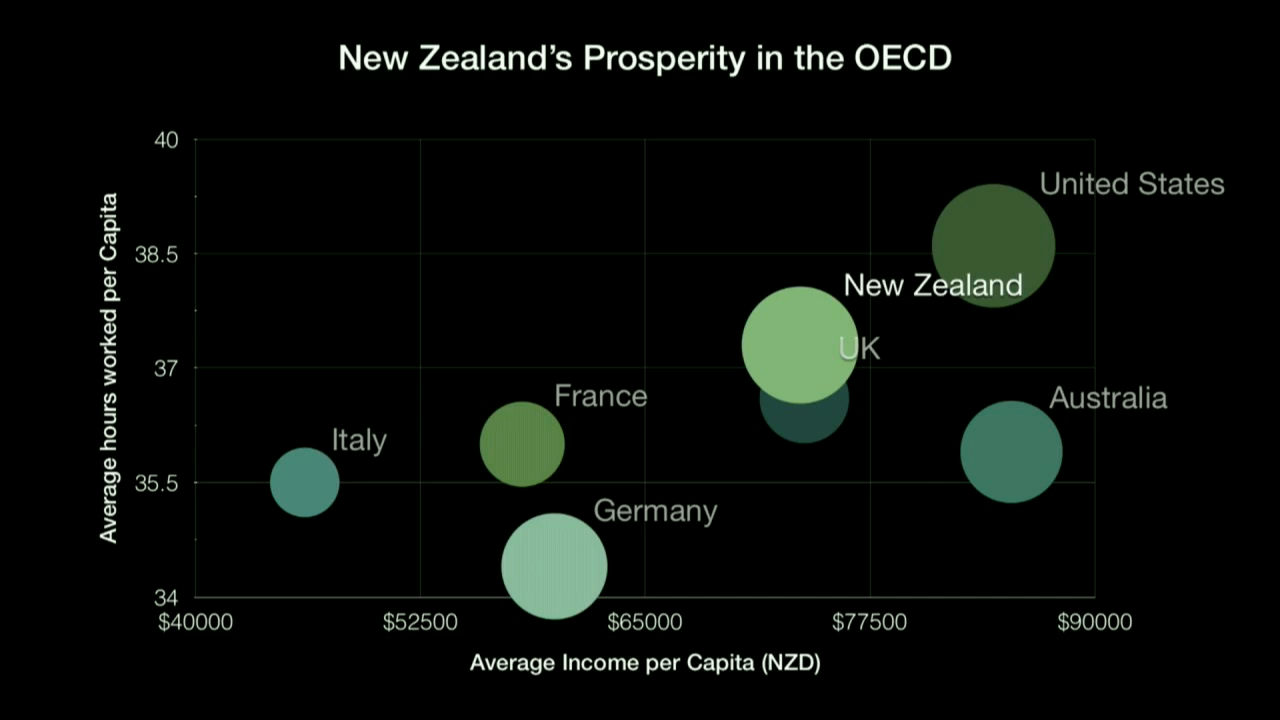 New Zealand’s Prosperity in the OECD
Average hours worked per Capita
40
38.5
37
35.5
34
United States
New Zealand
UK
France
Australia
Italy
Germany
$40000
$52500
$65000
$77500
$90000
Average Income per Capita (NZD)